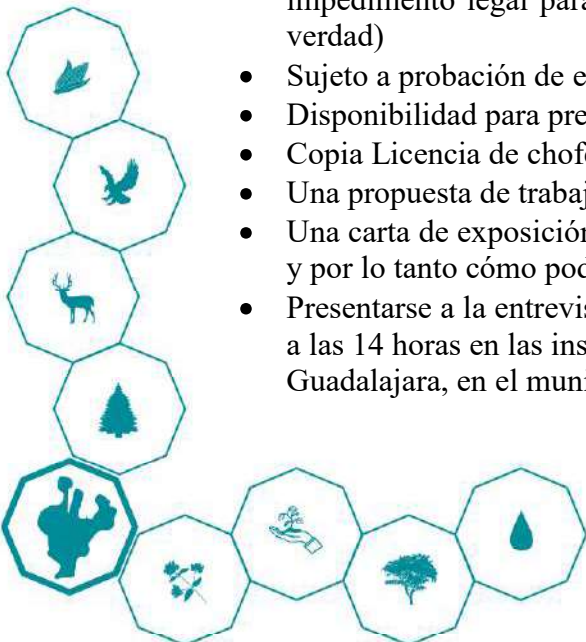 impedimento legal para
verdad)
• Sujeto a probación de e
• Disponibilidad para pre
• Copia Licencia de chof
• Una propuesta de trabaj
• Una carta de exposición
y por lo tanto cómo pod
• Presentarse a la entrevis
a las 14 horas en las ins
Guadalajara, en el muni